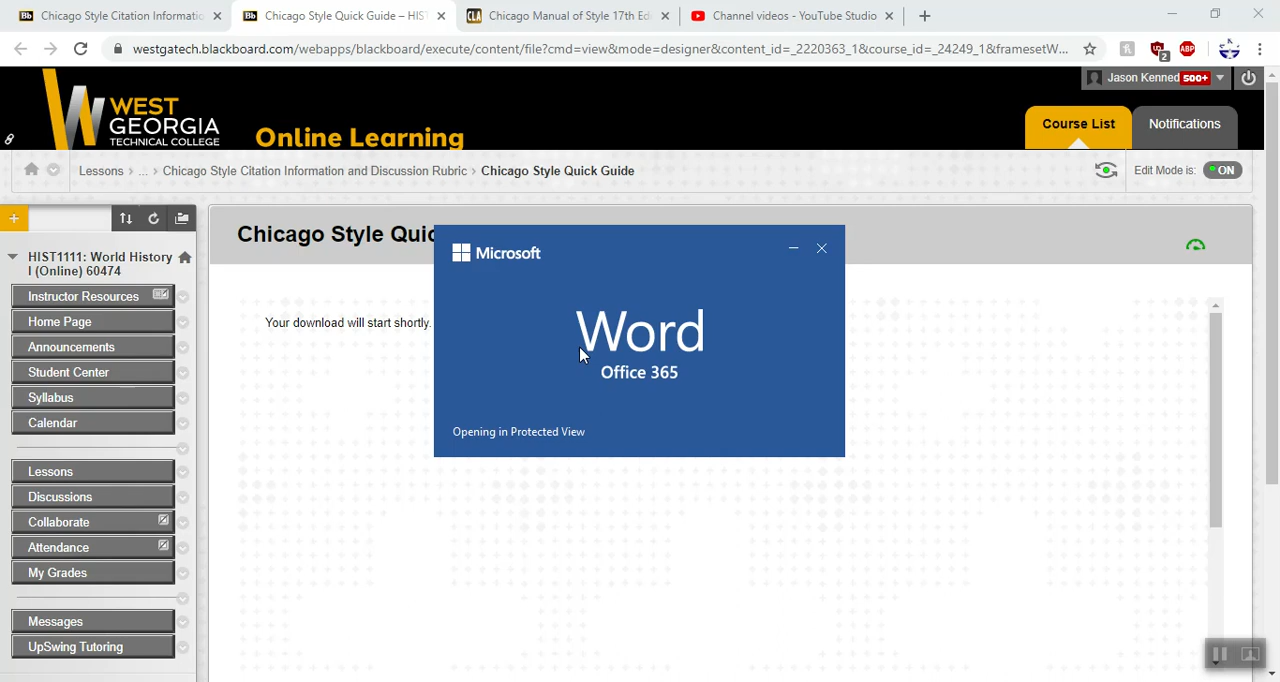 Chicago Style Citation Informatic
Chicago Style Quick Guide – HIS
CLA
Chicago Manual of Style 17th Ed
Channel videos - YouTube Studio
westgatech.blackboard.com/webapps/blackboard/execute/content/file?cmd=view&mode=designer&content_id=_2220363_1&course_id=_24249_1&framesetW...
2
ABP
Jason Kenned 500+
WEST
GEORGIA
TECHNICAL COLLEGE
Online Learning
Course List
Notifications
Lessons > ... > Chicago Style Citation Information and Discussion Rubric > Chicago Style Quick Guide
Edit Mode is: ON
HIST1111: World History
I (Online) 60474
Instructor Resources
Home Page
Announcements
Student Center
Syllabus
Calendar
Lessons
Discussions
Collaborate
Attendance
My Grades
Messages
UpSwing Tutoring
Chicago Style Quic
Your download will start shortly.
Microsoft
Word
Office 365
Opening in Protected View